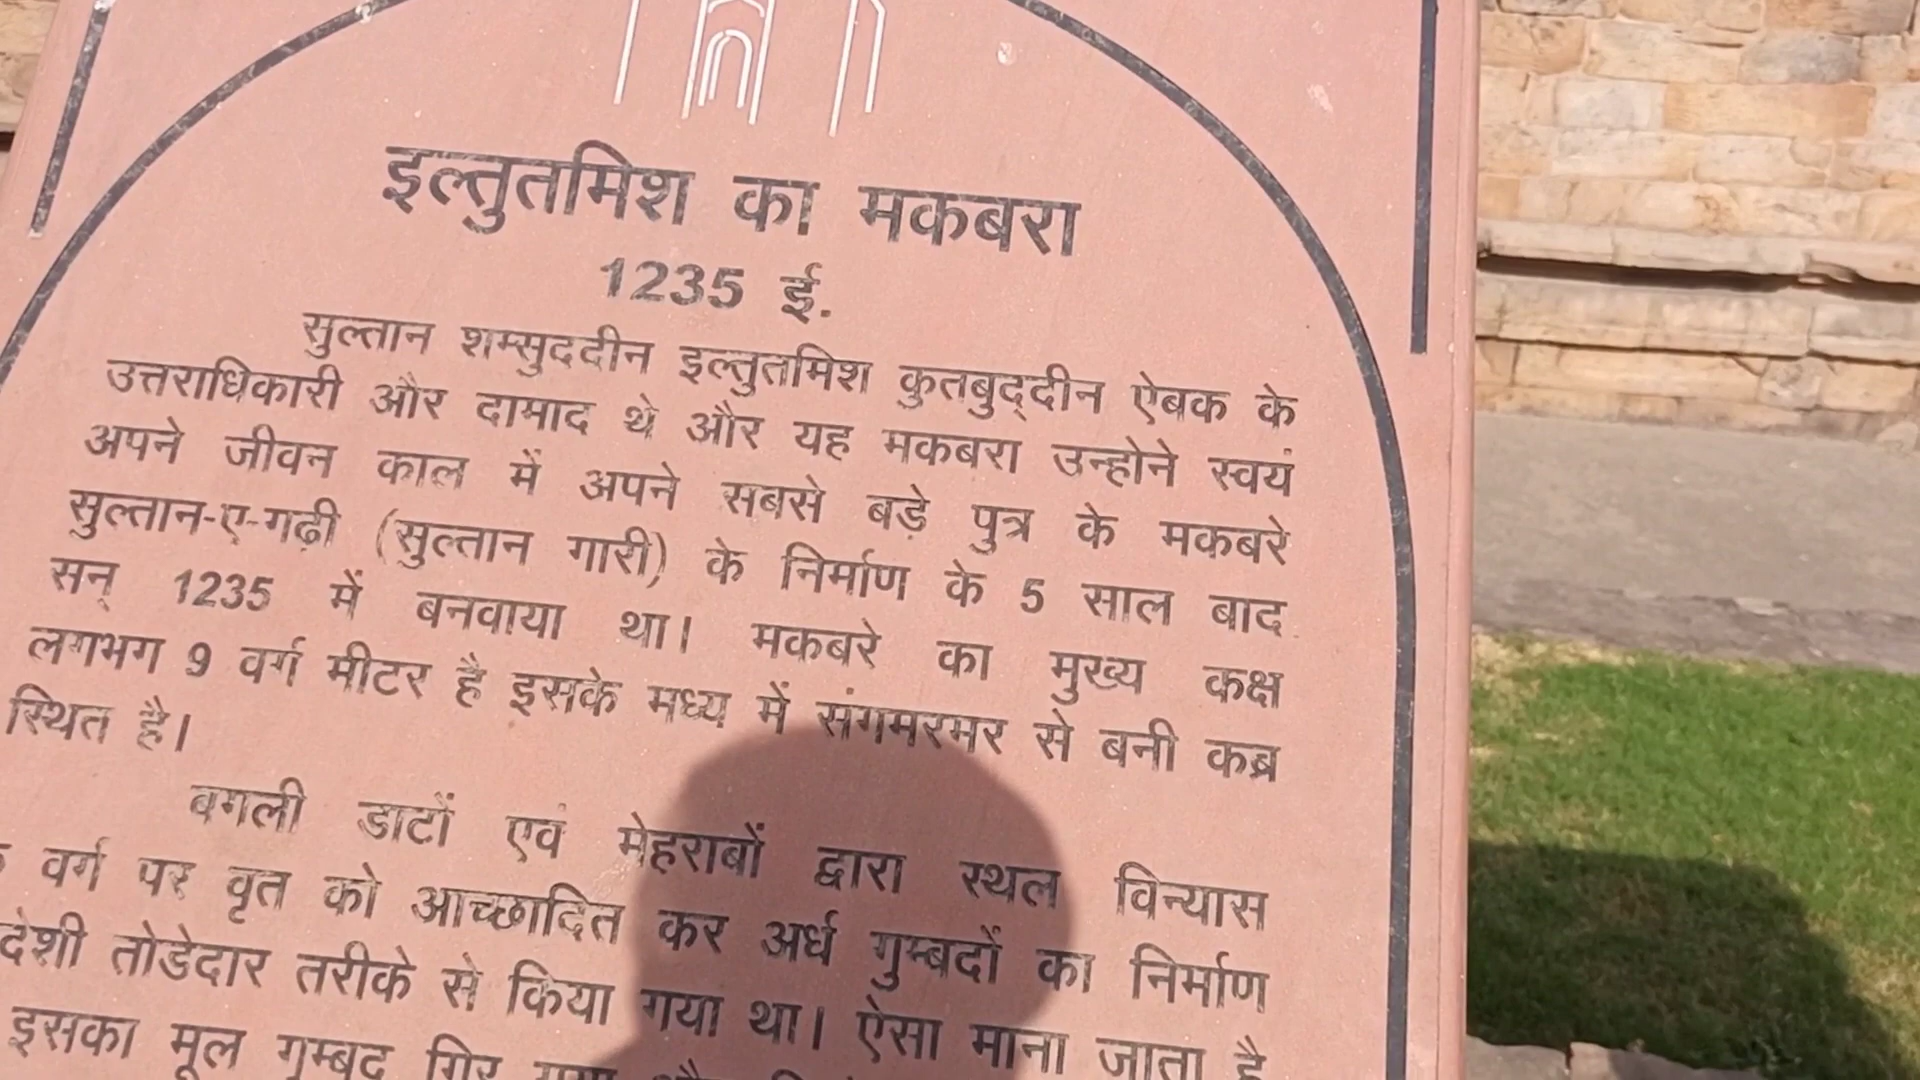 इल्तुतमिश का मकबरा
1235 ई.
सुल्तान शम्सुददीन इल्तुतमिश कुतबुद्‌दीन ऐबक के
उत्तराधिकारी और दामाद थे और यह मकबरा उन्होने स्वयं
अपने जीवन काल में अपने सबसे बड़े पुत्र के मकबरे
सुल्तान-ए-गढ़ी (सुल्तान गारी) के निर्माण के 5 साल बाद
सन् 1235 में बनवाया था। मकबरे का मुख्य कक्ष
लगभग 9 वर्ग मीटर है इसके मध्य में संगमरमर से बनी कब्र
स्थित है।
बगली डाटों एवं मेहराबों द्वारा स्थल विन्यास
वर्ग पर वृत को आच्छादित कर अर्ध गुम्बदों का निर्माण
देशी तोडेदार तरीके से किया गया था। ऐसा माना जाता है
इसका मूल गुम्बद गिर गया